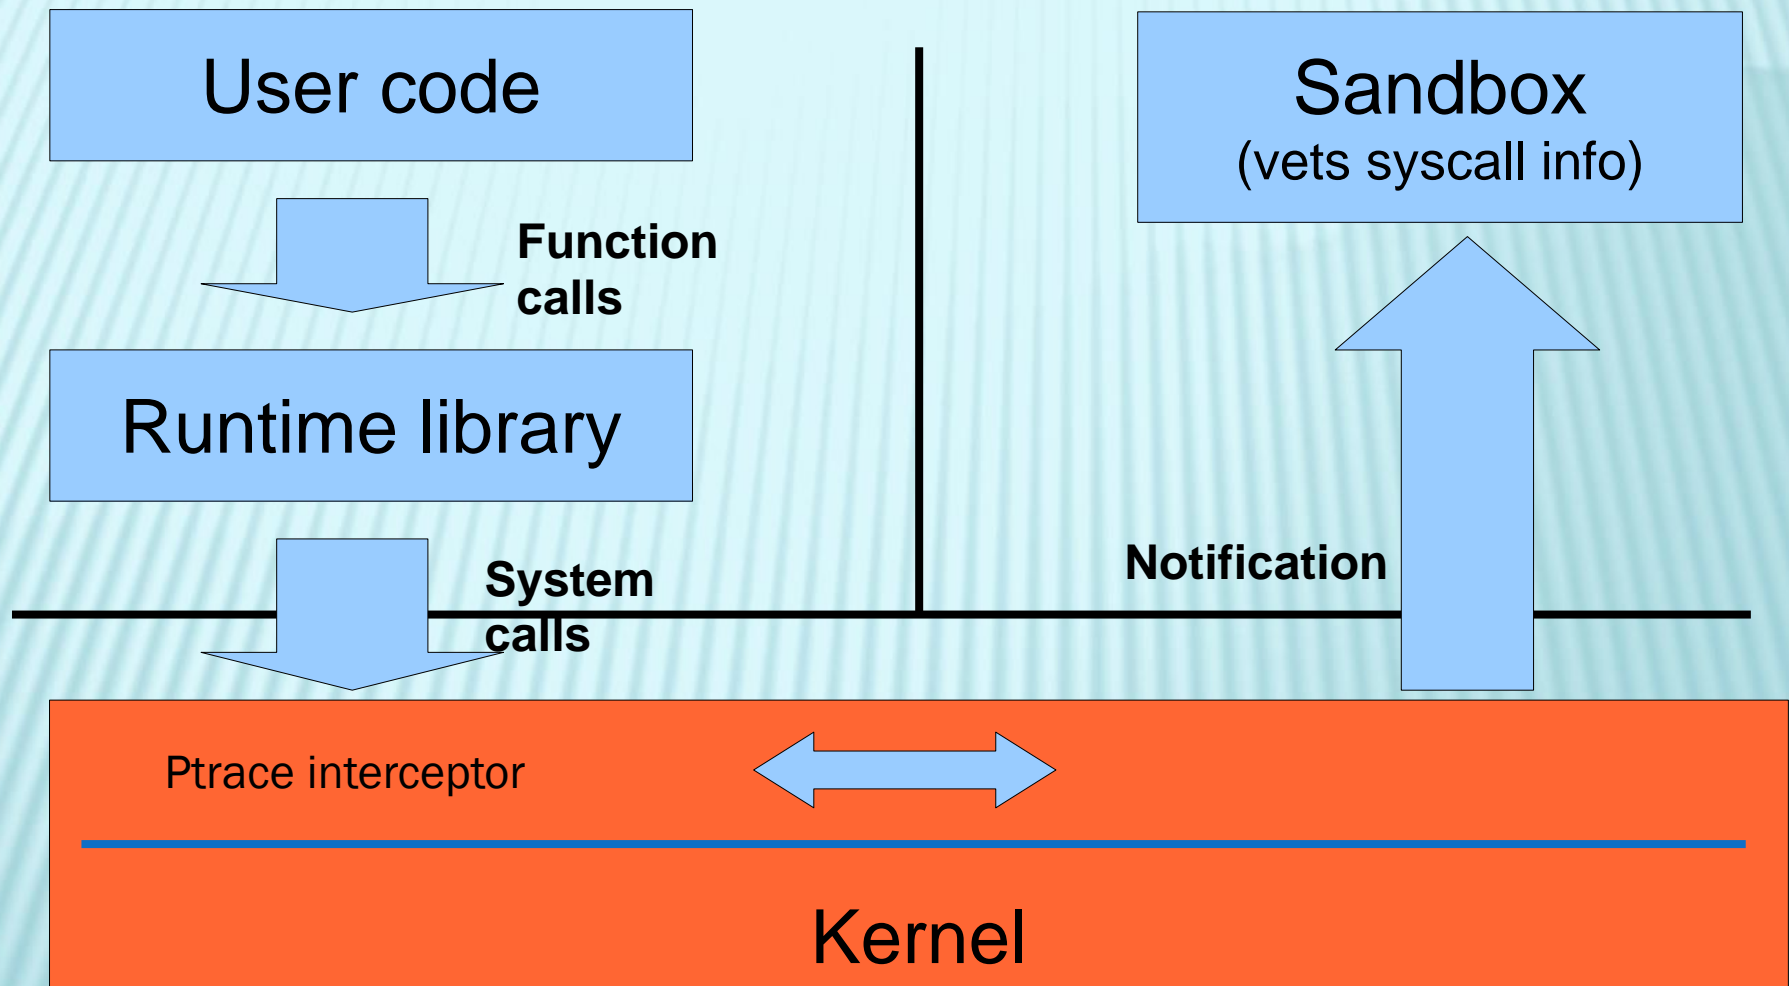 User code
Function
calls
Runtime library
System
calls
Sandbox
(vets syscall info)
Notification
Ptrace interceptor
Kernel